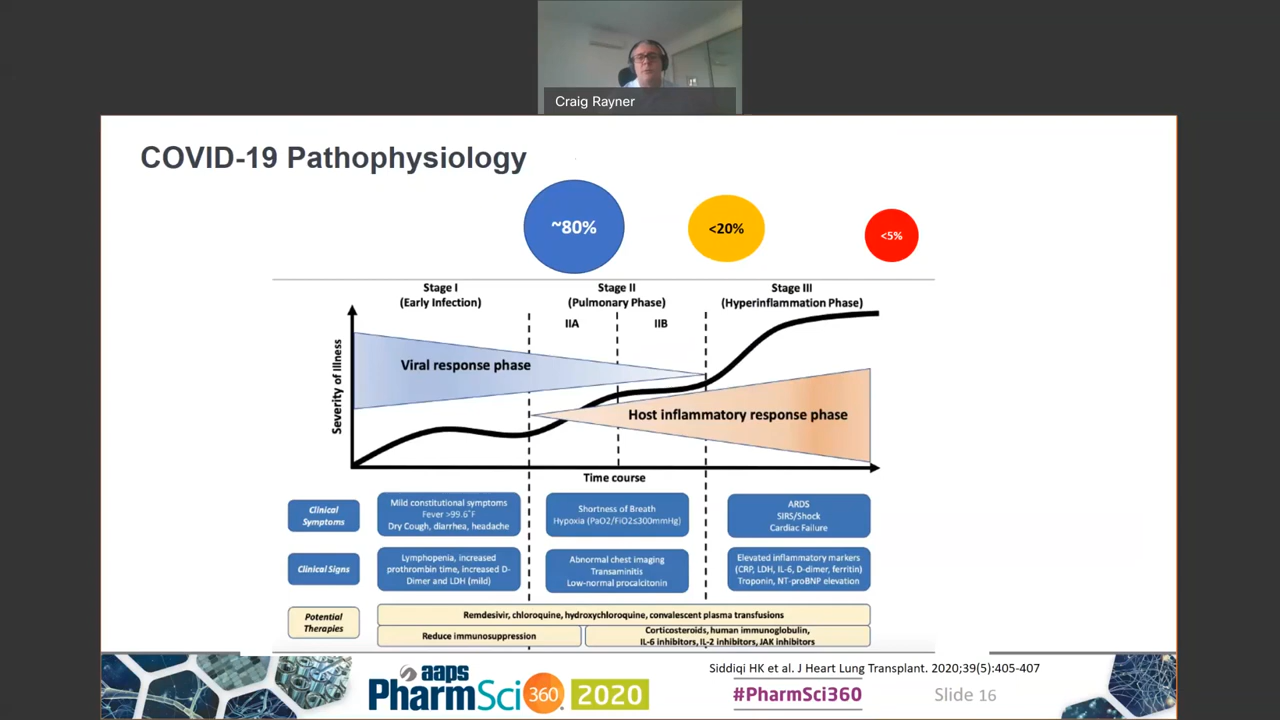 Craig Rayner
COVID-19 Pathophysiology
~80%
<20%
<5%
Stage I
(Early Infection)
Stage II
(Pulmonary Phase)
Stage III
(Hyperinflammation Phase)
IIA
IIB
Severity of Illness
Viral response phase
Host inflammatory response phase
Time course
Clinical
Symptoms
Mild constitutional symptoms
Fever >99.6°F
Dry Cough, diarrhea, headache
Shortness of Breath
Hypoxia (PaO2/FiO2≤300mmHg)
ARDS
SIRS/Shock
Cardiac Failure
Clinical Signs
Lymphopenia, increased
prothrombin time, increased D-
Dimer and LDH (mild)
Abnormal chest imaging
Transaminitis
Low-normal procalcitonin
Elevated inflammatory markers
(CRP, LDH, IL-6, D-dimer, ferritin)
Troponin, NT-proBNP elevation
Potential
Therapies
Remdesivir, chloroquine, hydroxychloroquine, convalescent plasma transfusions
Reduce immunosuppression
Corticosteroids, human immunoglobulin,
IL-6 inhibitors, IL-2 inhibitors, JAK inhibitors
Siddiqi HK et al. J Heart Lung Transplant. 2020;39(5):405-407
aaps
PharmSci 360 2020
#PharmSci360
Slide 16